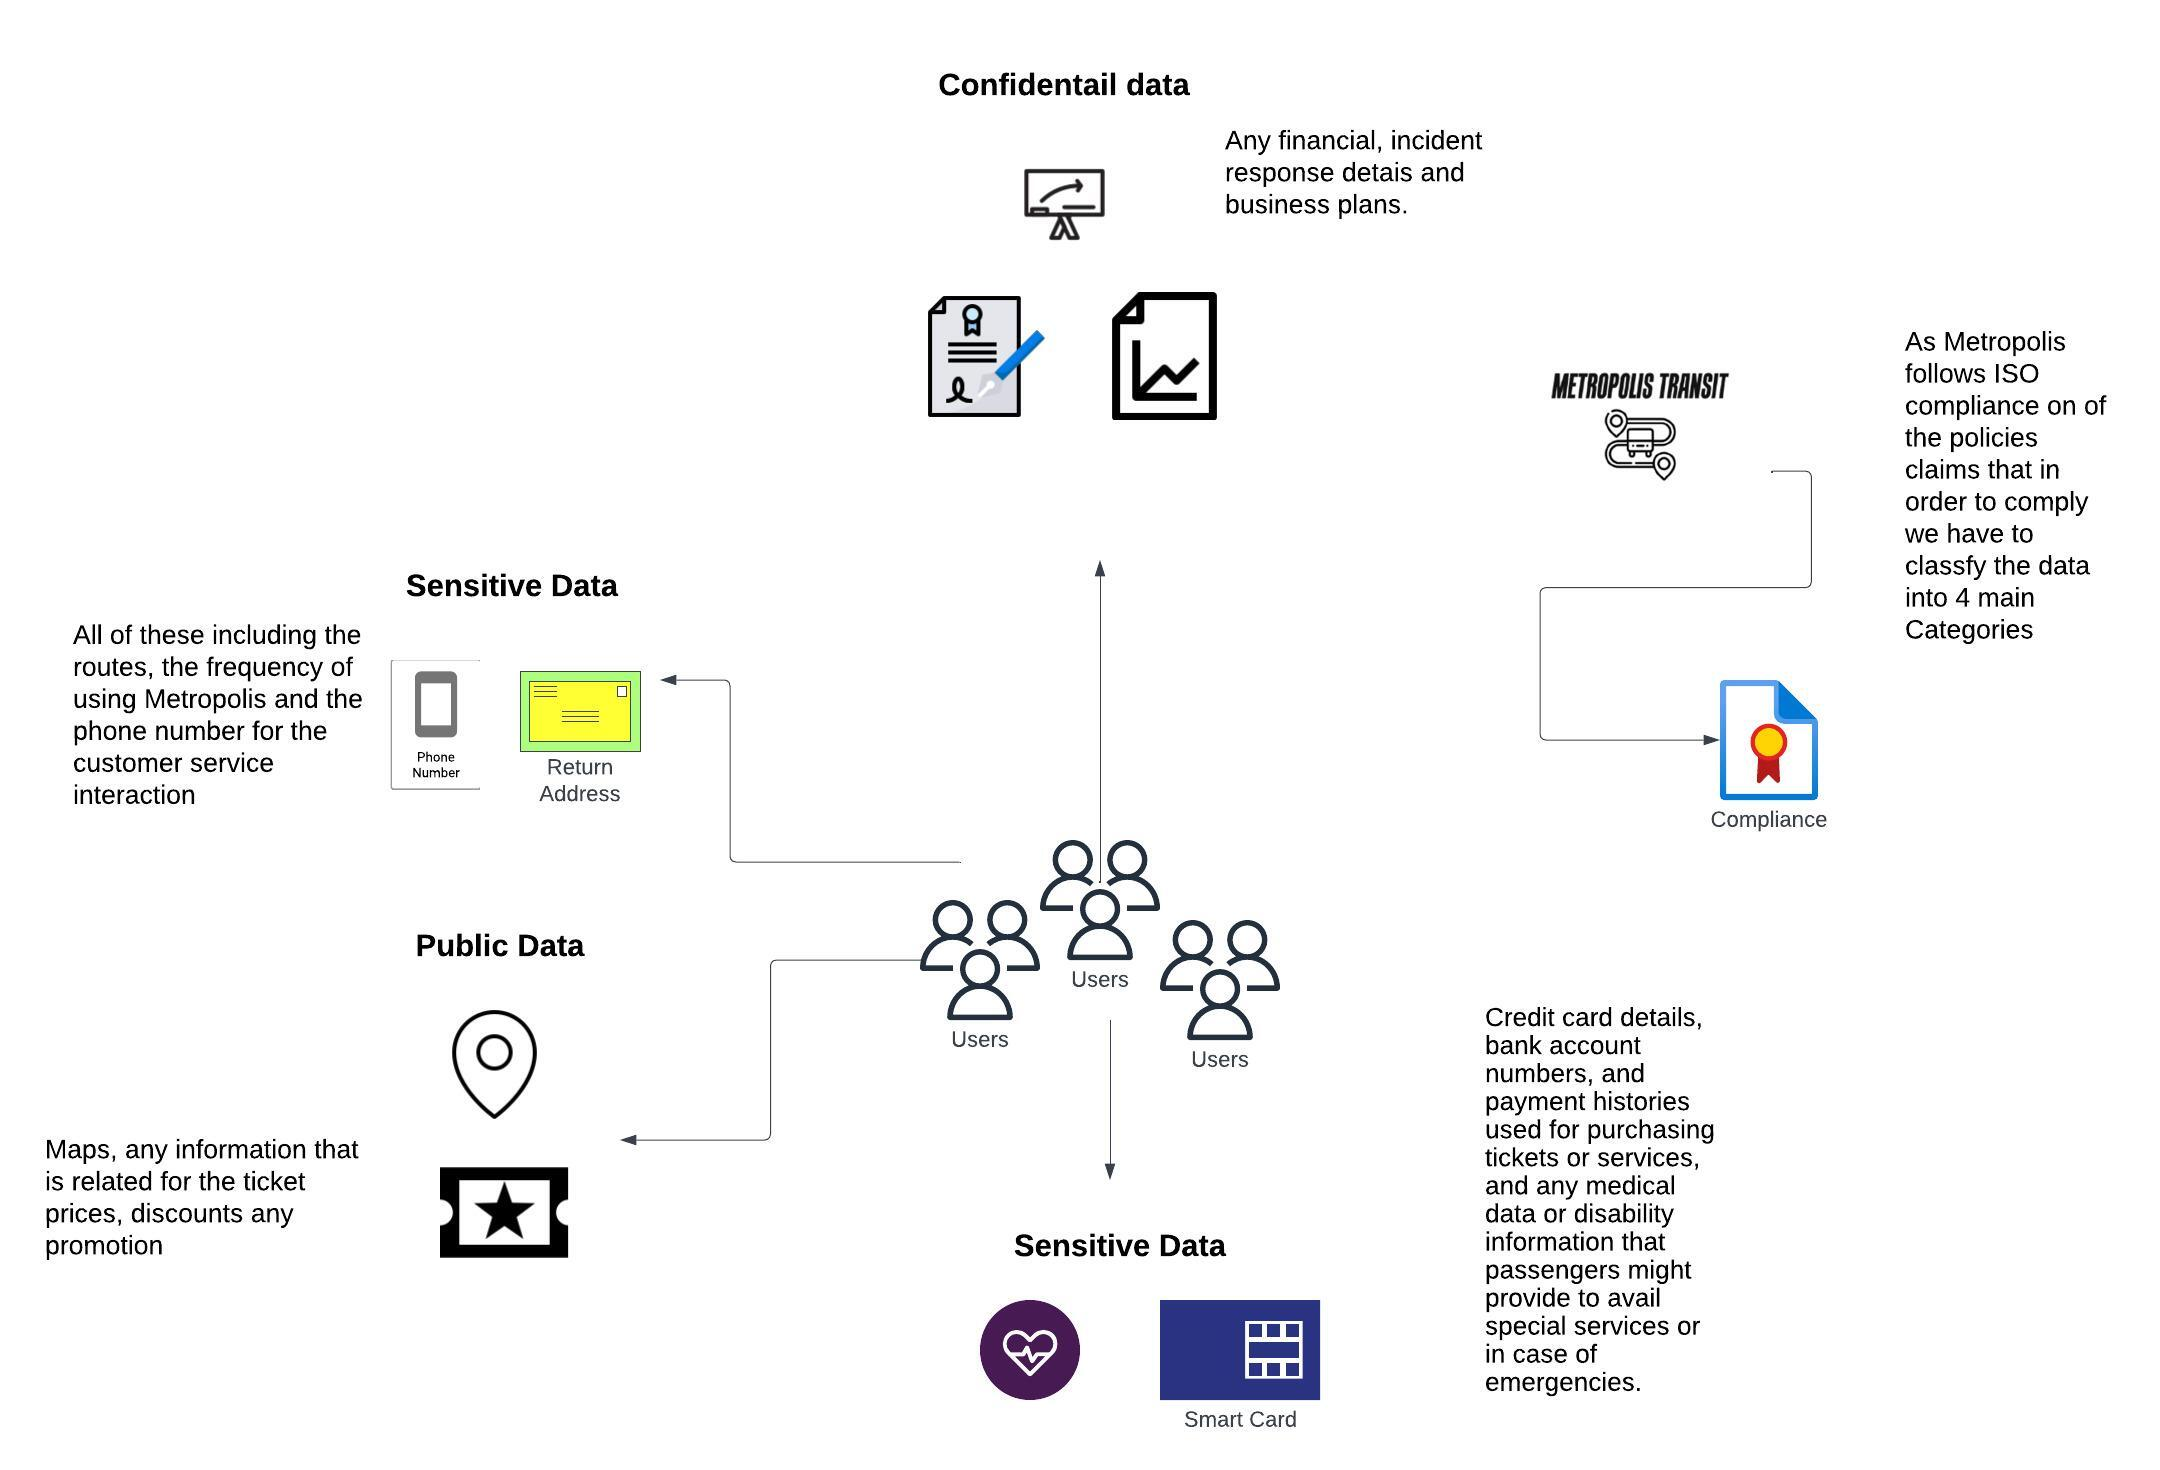 Confidentail data
Any financial, incident
response detais and
business plans.
METROPOLIS TRANSIT
As Metropolis
follows ISO
compliance on of
the policies
claims that in
order to comply
we have to
classfy the data
into 4 main
Categories
Compliance
Sensitive Data
All of these including the
routes, the frequency of
using Metropolis and the
phone number for the
customer service
interaction
Phone
Number
Return
Address
Users
Users
Users
Public Data
Maps, any information that
is related for the ticket
prices, discounts any
promotion
Sensitive Data
Smart Card
Credit card details,
bank account
numbers, and
payment histories
used for purchasing
tickets or services,
and any medical
data or disability
information that
passengers might
provide to avail
special services or
in case of
emergencies.